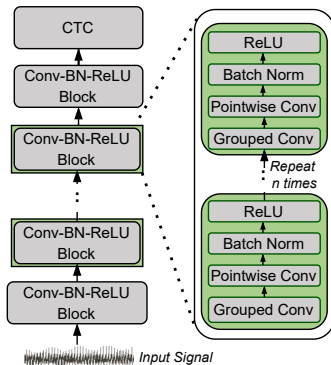 CTC
Conv-BN-ReLU
Block
Conv-BN-ReLU
Block
Conv-BN-ReLU
Block
Conv-BN-ReLU
Block
Input Signal
ReLU
Batch Norm
Pointwise Conv
Grouped Conv
Repeat
n times
ReLU
Batch Norm
Pointwise Conv
Grouped Conv